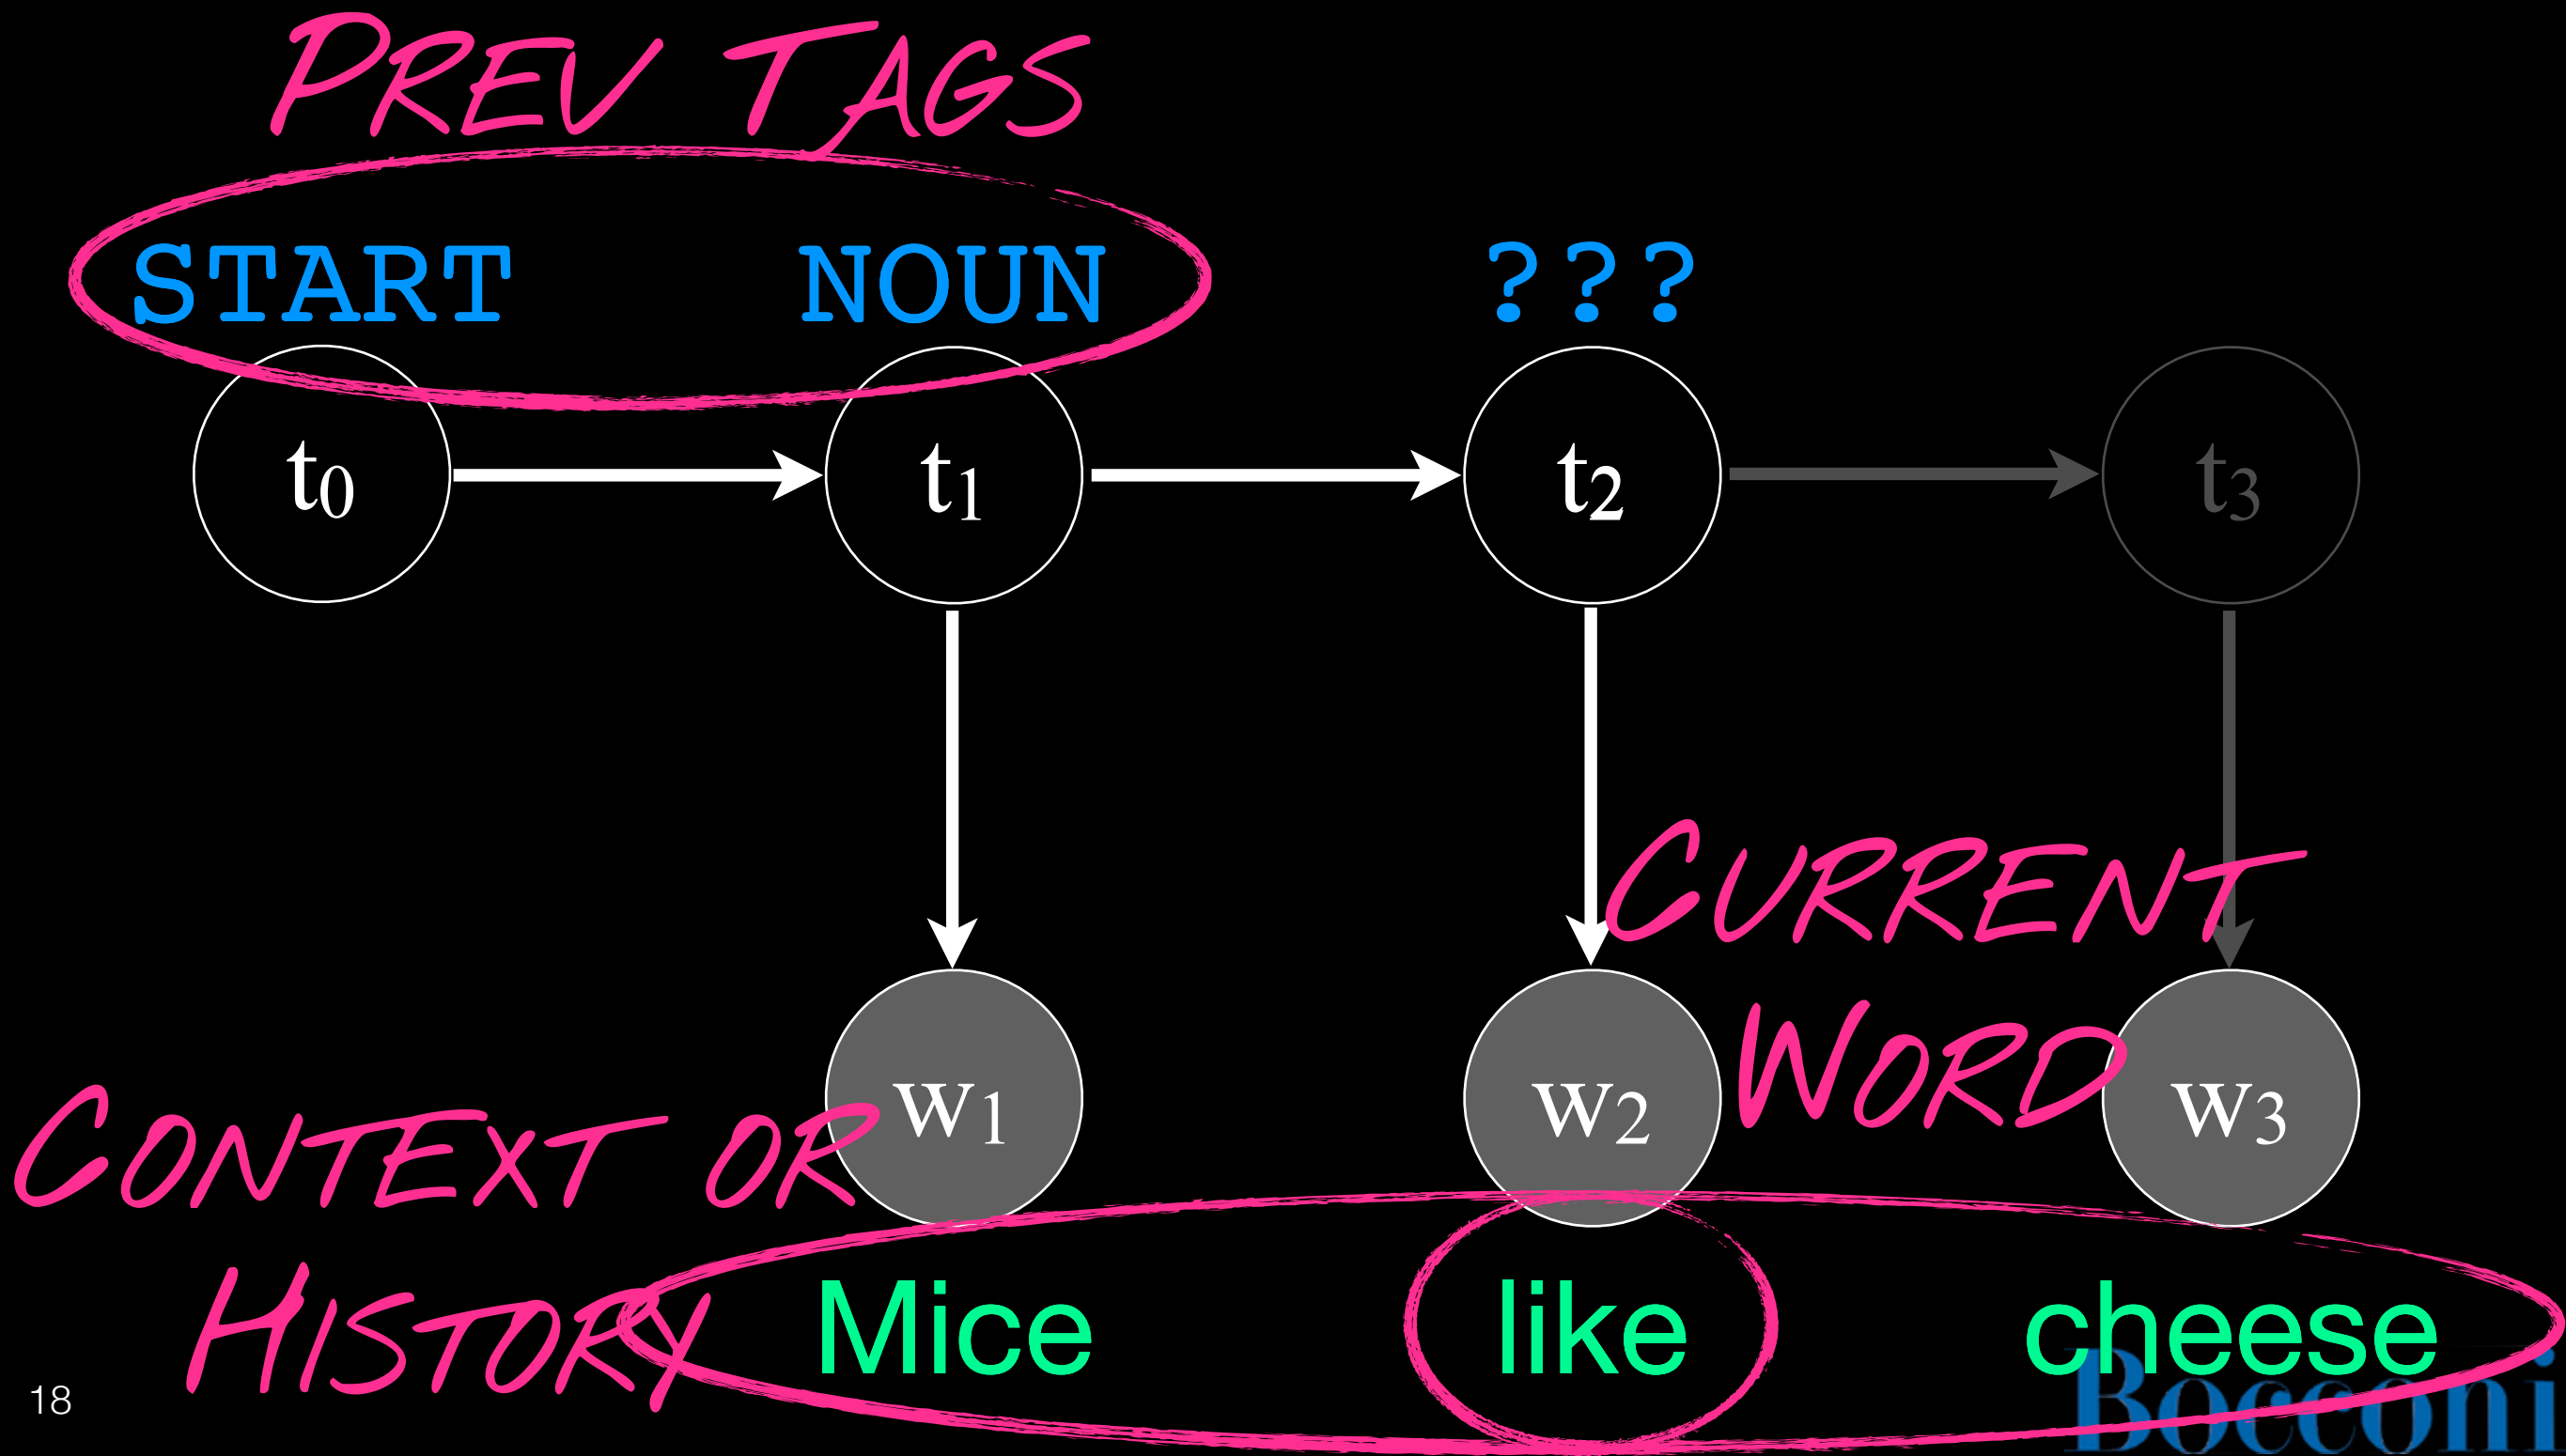 PREV TAGS
START NOUN ???
t0 t1 t2 t3
CURRENT
WORD
w1 w2 w3
CONTEXT OR
HISTORY
Mice like cheese
18
Bocconi